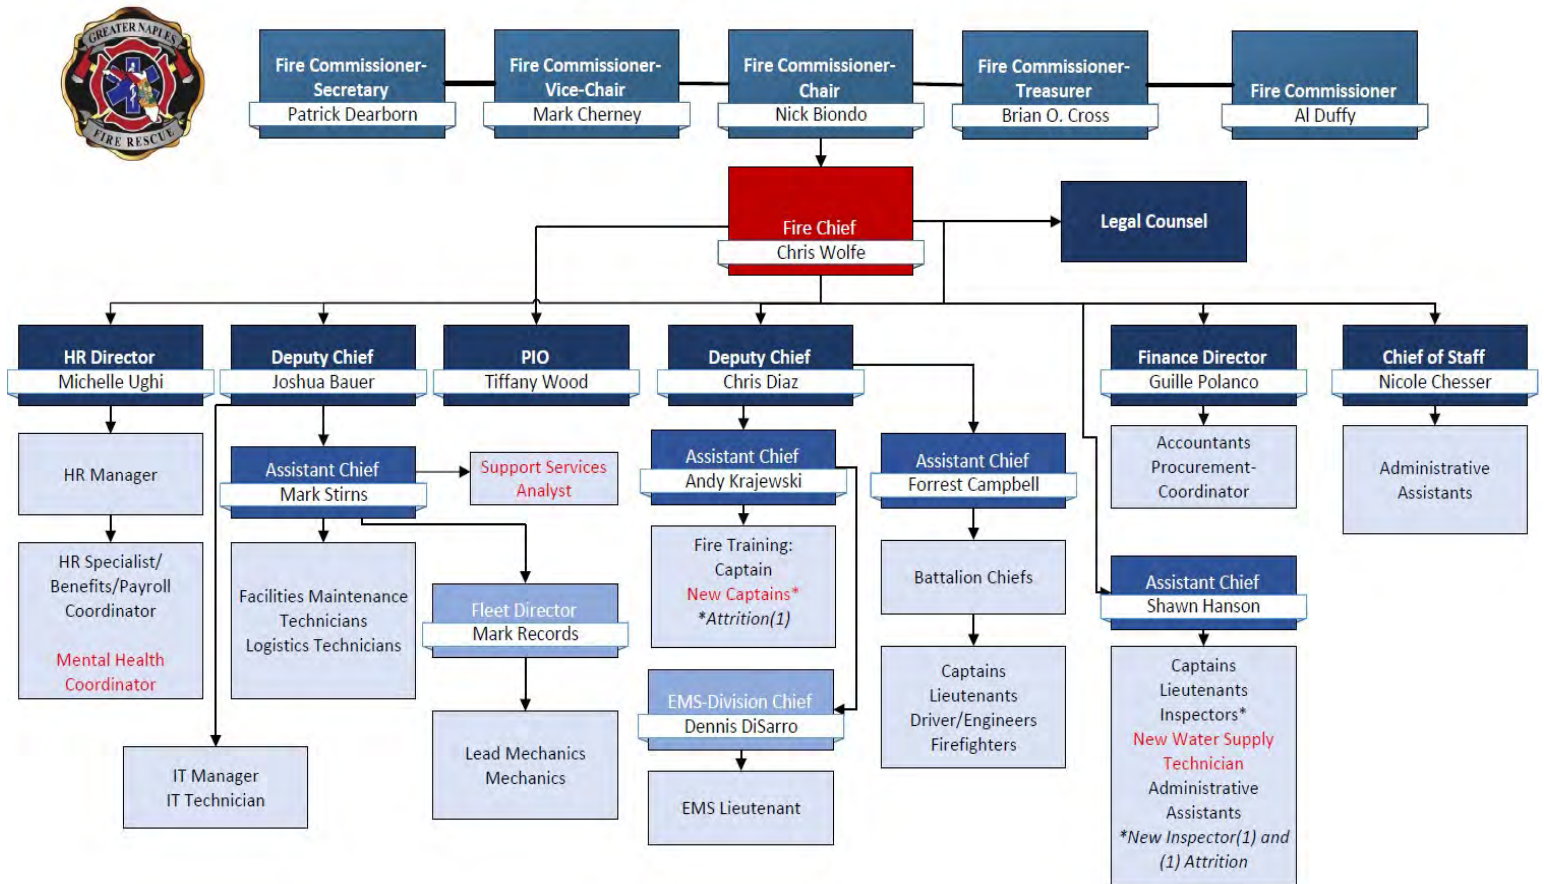 GREATER NAPLES
FIRE RESCUE
Fire Commissioner-
Secretary
Patrick Dearborn
Fire Commissioner-
Vice-Chair
Mark Cherney
Fire Commissioner-
Chair
Nick Biondo
Fire Commissioner-
Treasurer
Brian O. Cross
Fire Commissioner
Al Duffy
Fire Chief
Chris Wolfe
Legal Counsel
HR Director
Michelle Ughi
Deputy Chief
Joshua Bauer
PIO
Tiffany Wood
Deputy Chief
Chris Diaz
Finance Director
Guille Polanco
Chief of Staff
Nicole Chesser
HR Manager
Assistant Chief
Mark Stirns
Support Services
Analyst
Assistant Chief
Andy Krajewski
Assistant Chief
Forrest Campbell
Accountants
Procurement-
Coordinator
Administrative
Assistants
HR Specialist/
Benefits/Payroll
Coordinator
Mental Health
Coordinator
Facilities Maintenance
Technicians
Logistics Technicians
Fleet Director
Mark Records
Fire Training:
Captain
New Captains*
*Attrition(1)
Battalion Chiefs
Assistant Chief
Shawn Hanson
EMS-Division Chief
Dennis DiSarro
Captains
Lieutenants
Driver/Engineers
Firefighters
Captains
Lieutenants
Inspectors*
New Water Supply
Technician
Administrative
Assistants
*New Inspector(1) and
(1) Attrition
IT Manager
IT Technician
Lead Mechanics
Mechanics
EMS Lieutenant